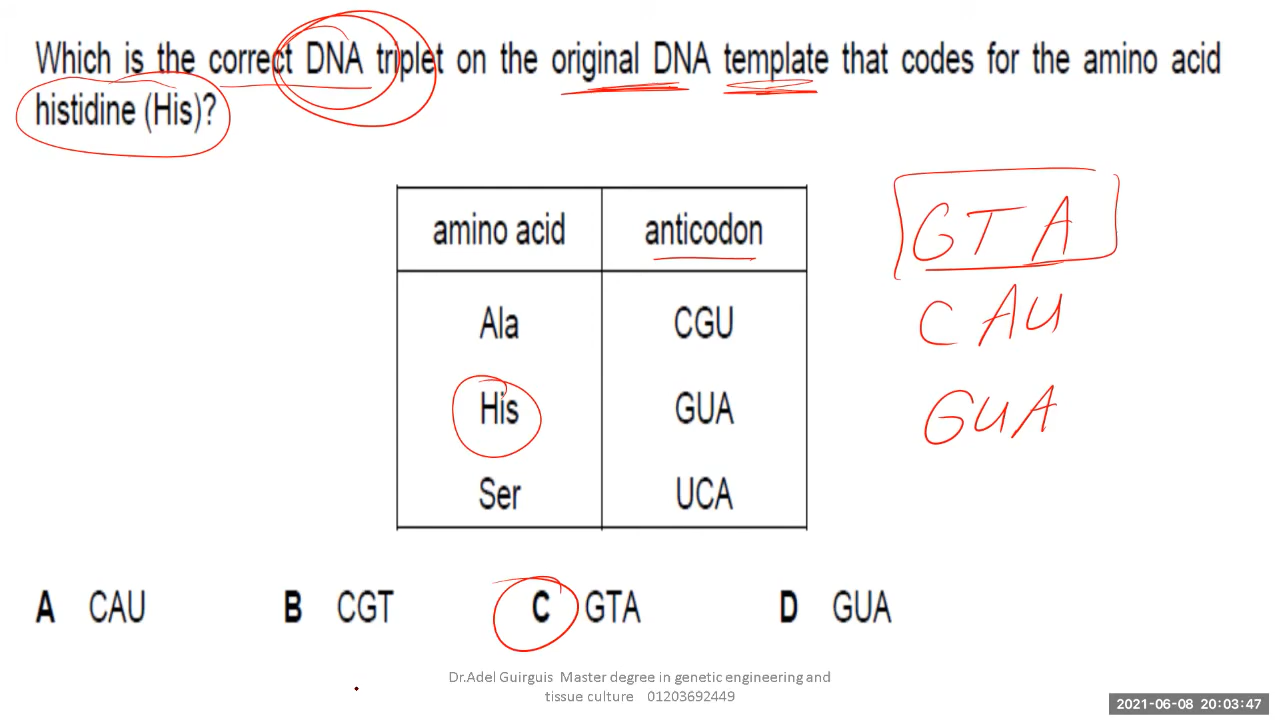 Which is the correct DNA triplet on the original DNA template that codes for the amino acid
histidine (His)?
amino acid anticodon
Ala CGU
His GUA
Ser UCA
GTA
CAU
GUA
A CAU B CGT C GTA D GUA
Dr.Adel Guirguis Master degree in genetic engineering and
tissue culture 01203692449
2021-06-08 20:03:47